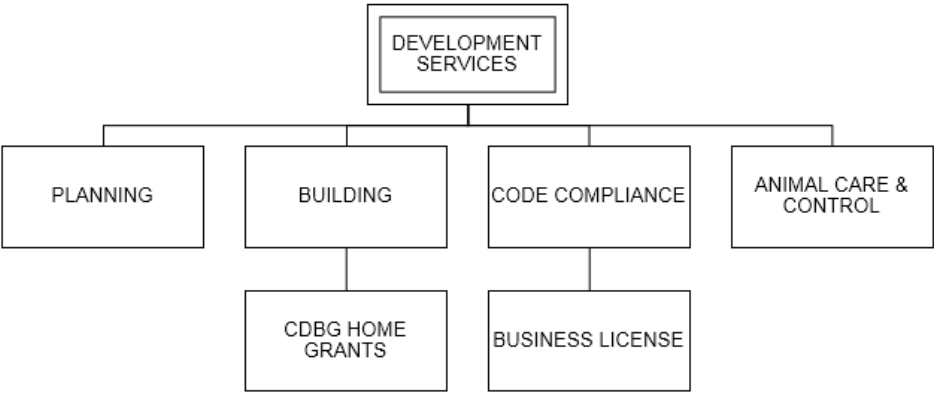 DEVELOPMENT
SERVICES
PLANNING
BUILDING
CODE COMPLIANCE
ANIMAL CARE &
CONTROL
CDBG HOME
GRANTS
BUSINESS LICENSE